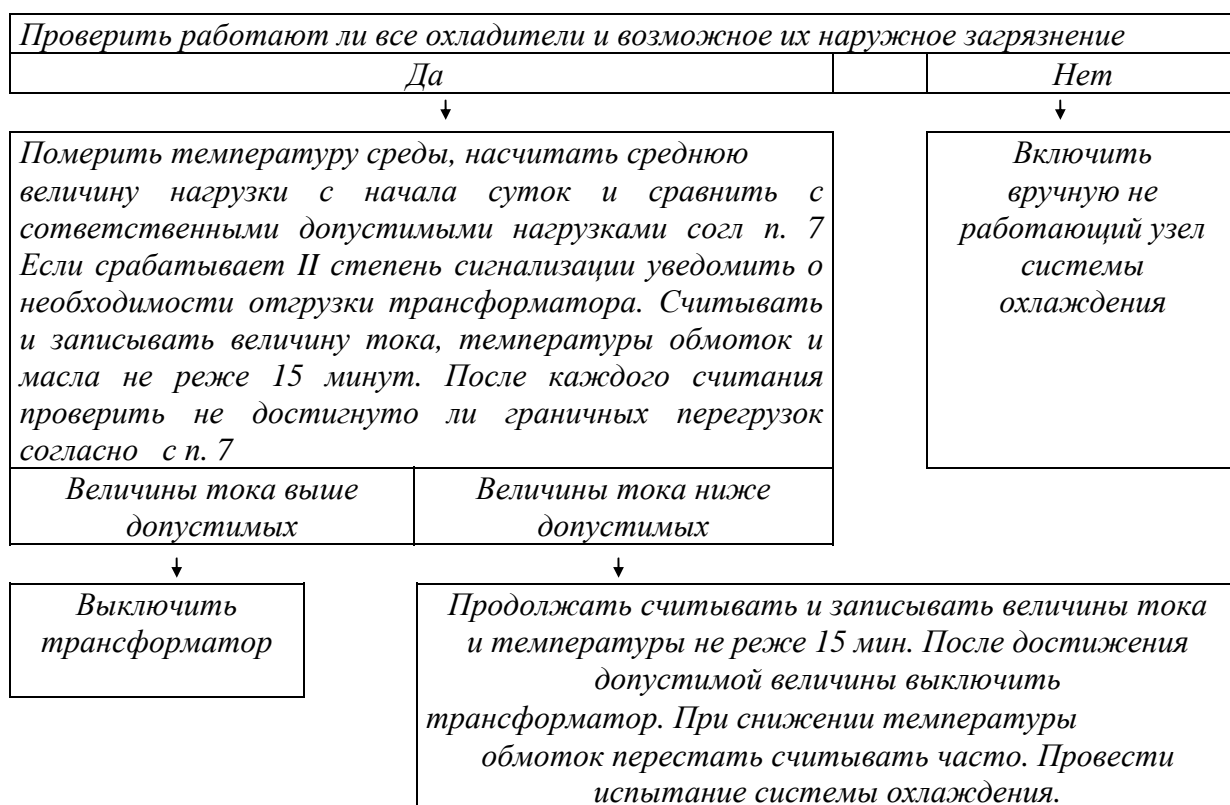 Проверить работают ли все охладители и возможное их наружное загрязнение
Да
Нет
Померить температуру среды, насчитать среднюю
величину нагрузки с начала суток и сравнить с
сответственными допустимыми нагрузками согл п. 7
Если срабатывает II степень сигнализации уведомить о
необходимости отгрузки трансформатора. Считывать
и записывать величину тока, температуры обмоток и
масла не реже 15 минут. После каждого считания
проверить не достигнуто ли граничных перегрузок
согласно с п. 7
Включить
вручную не
работающий узел
системы
охлаждения
Величины тока выше
допустимых
Величины тока ниже
допустимых
Выключить
трансформатор
Продолжать считывать и записывать величины тока
и температуры не реже 15 мин. После достижения
допустимой величины выключить
трансформатор. При снижении температуры
обмоток перестать считывать часто. Провести
испытание системы охлаждения.